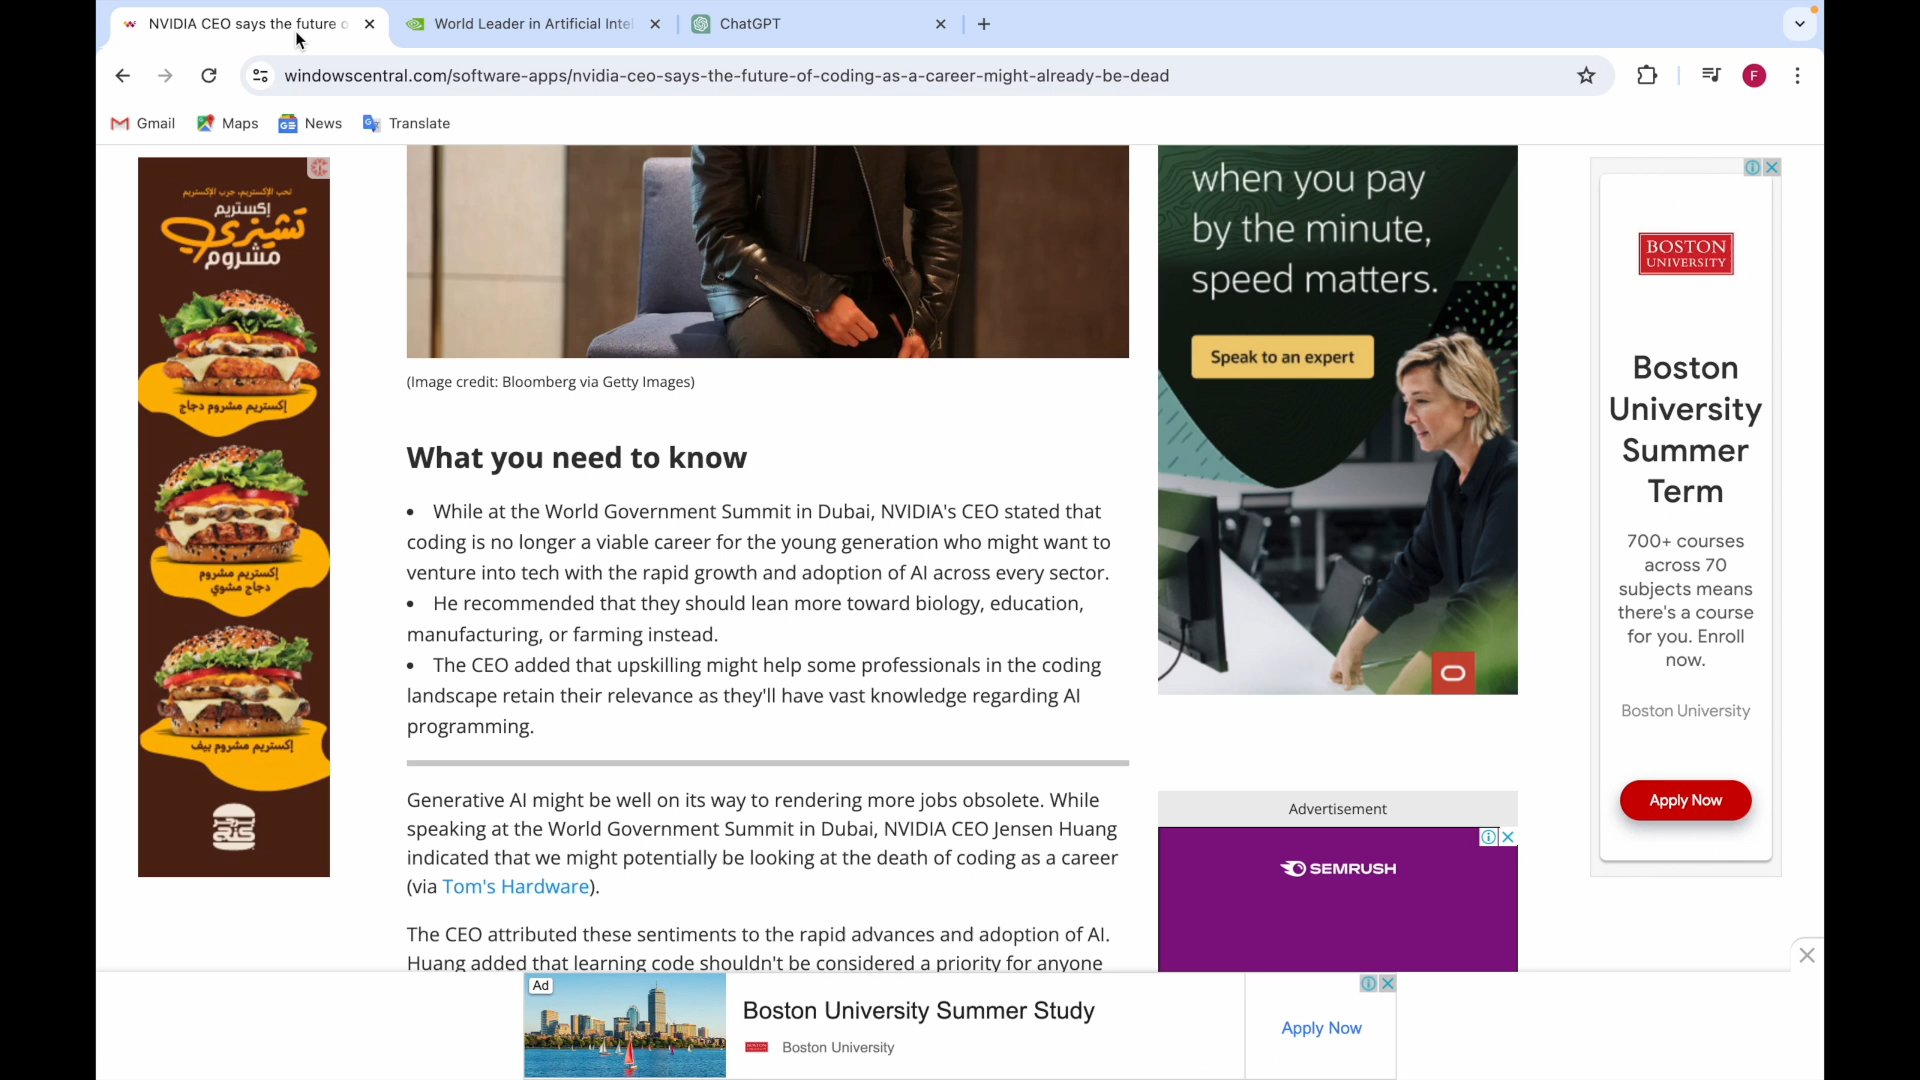 NVIDIA CEO says the future o
World Leader in Artificial Inte
ChatGPT
windowscentral.com/software-apps/nvidia-ceo-says-the-future-of-coding-as-a-career-might-already-be-dead
F
Gmail
Maps
News
Translate
نحب الإكستريم، جرب الإكستريم
إكستريم
تشيزي
مشروم
إكستريم مشروم دجاج
إكستريم مشروم
دجاج مشوي
إكستريم مشروم بيف
(Image credit: Bloomberg via Getty Images)
What you need to know
• While at the World Government Summit in Dubai, NVIDIA's CEO stated that
coding is no longer a viable career for the young generation who might want to
venture into tech with the rapid growth and adoption of AI across every sector.
• He recommended that they should lean more toward biology, education,
manufacturing, or farming instead.
• The CEO added that upskilling might help some professionals in the coding
landscape retain their relevance as they'll have vast knowledge regarding AI
programming.
Generative AI might be well on its way to rendering more jobs obsolete. While
speaking at the World Government Summit in Dubai, NVIDIA CEO Jensen Huang
indicated that we might potentially be looking at the death of coding as a career
(via Tom's Hardware).
The CEO attributed these sentiments to the rapid advances and adoption of AI.
Huang added that learning code shouldn't be considered a priority for anyone
when you pay
by the minute,
speed matters.
Speak to an expert
Advertisement
SEMRUSH
BOSTON
UNIVERSITY
Boston
University
Summer
Term
700+ courses
across 70
subjects means
there's a course
for you. Enroll
now.
Boston University
Apply Now
Ad
Boston University Summer Study
Boston University
Apply Now